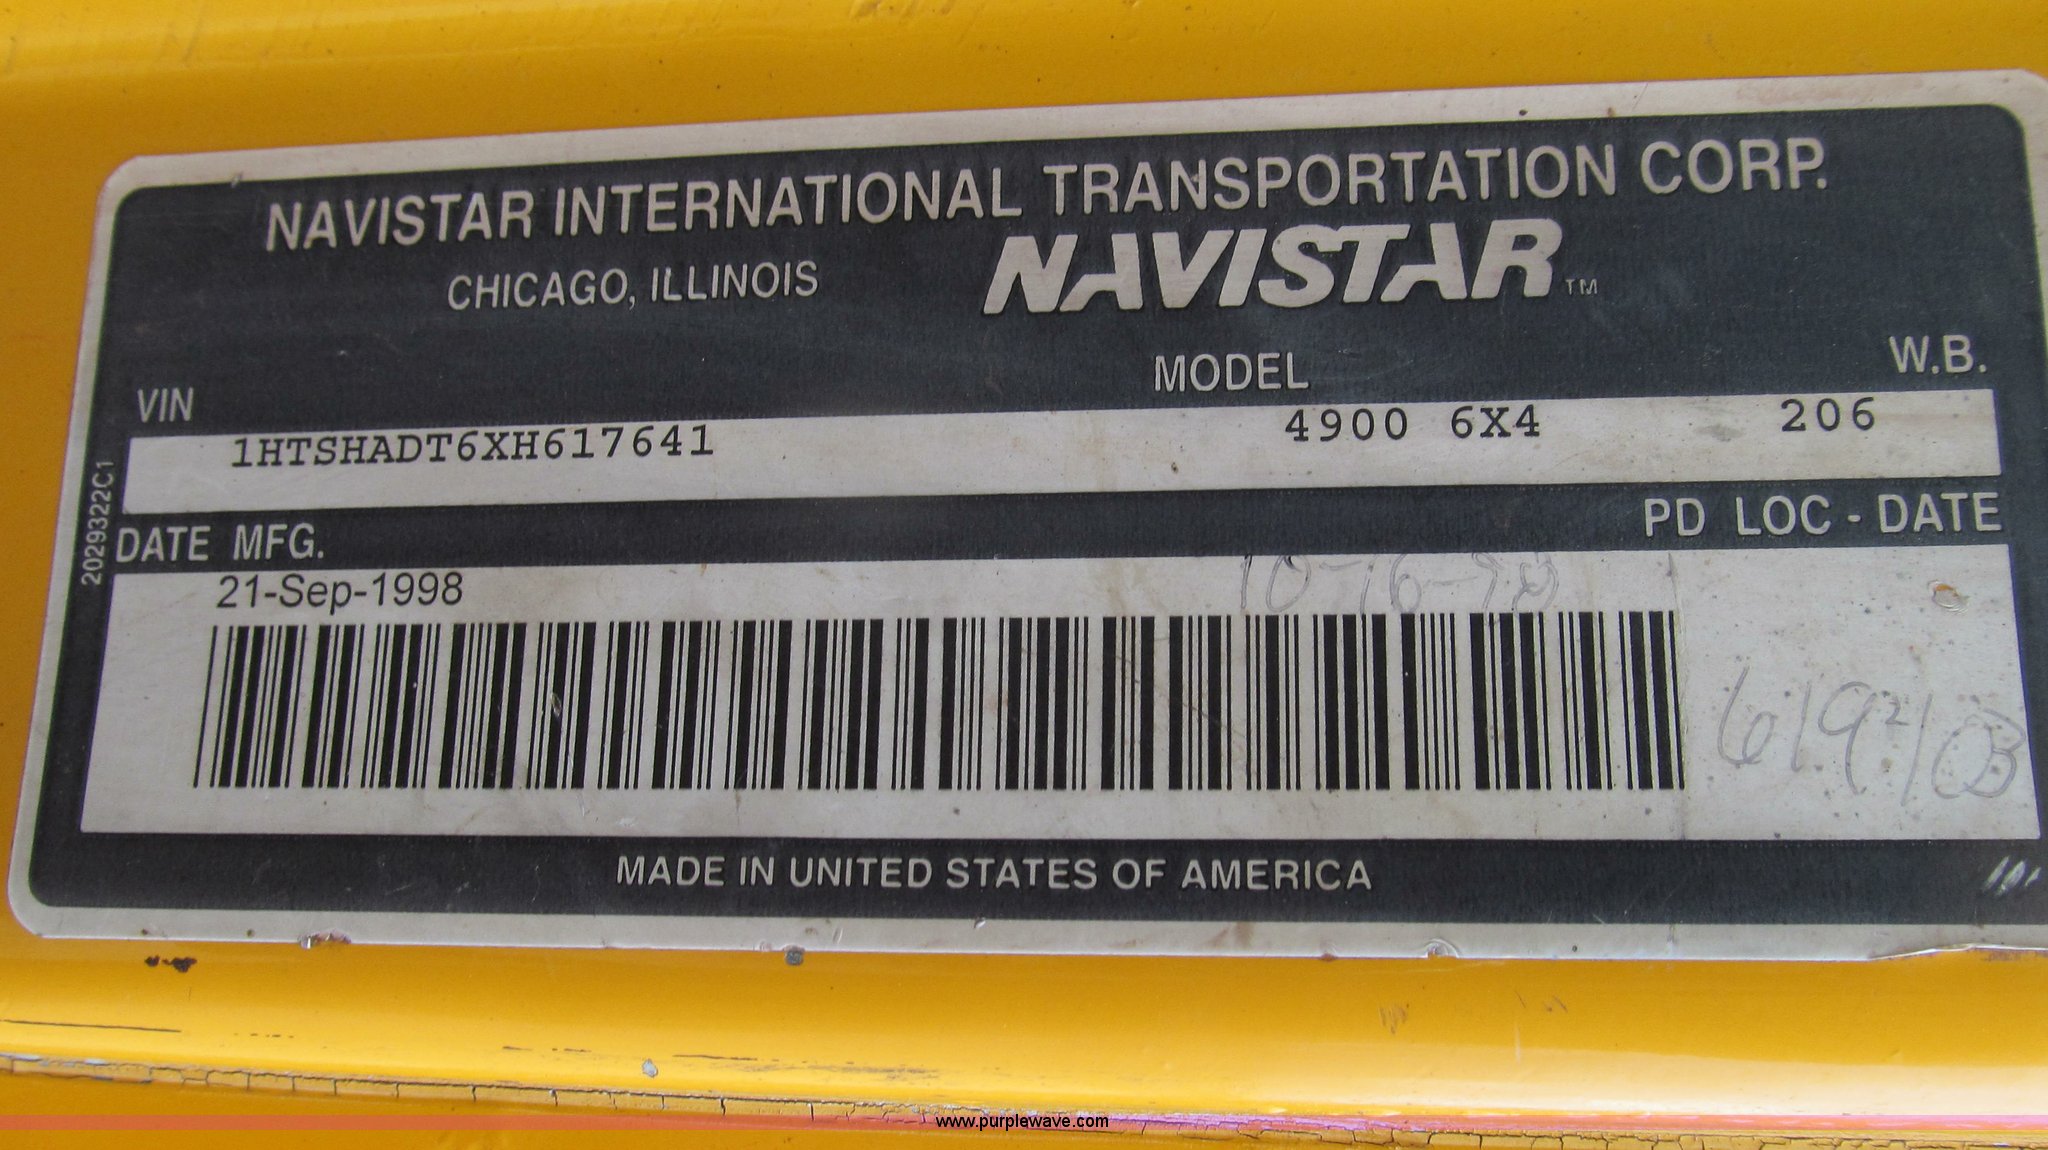 NAVISTAR INTERNATIONAL TRANSPORTATION CORP.
CHICAGO, ILLINOIS NAVISTAR TM
VIN MODEL W.B.
1HTSHADT6XH617641 4900 6X4 206
2029322C1
DATE MFG. PD LOC - DATE
21-Sep-1998
MADE IN UNITED STATES OF AMERICA
www.purplewave.com